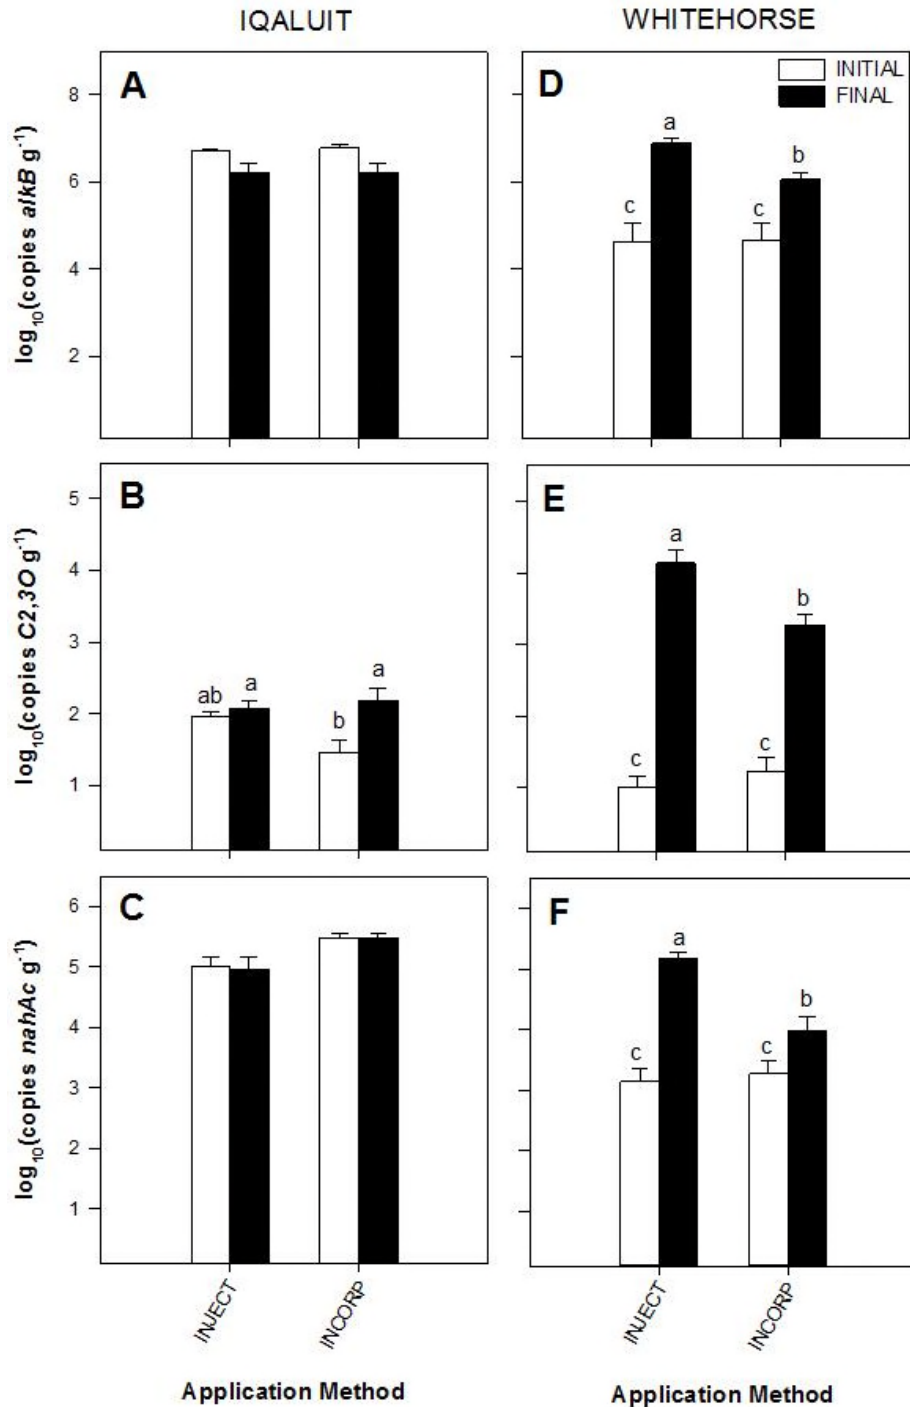 IQALUIT
WHITEHORSE
A
8
6
4
2
log10(copies alkB g-1)
D
INITIAL
FINAL
c
a
c
b
B
5
4
3
2
1
log10(copies C2,3O g-1)
ab
a
b
a
E
c
a
c
b
C
6
5
4
3
2
1
log10(copies nahAc g-1)
F
c
a
c
b
INJECT
INCORP
Application Method
INJECT
INCORP
Application Method